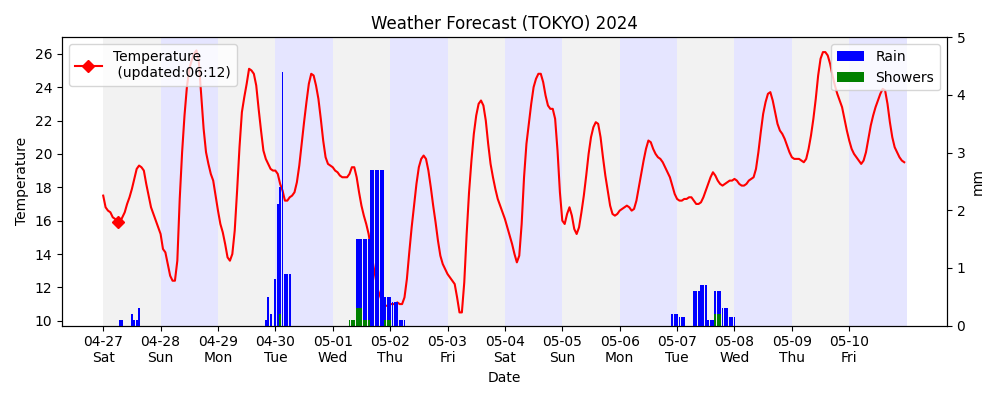 Weather Forecast (TOKYO) 2024
Temperature
(updated:06:12)
Rain
Showers
Temperature
26
24
22
20
18
16
14
12
10
5
4
3
2
1
0
mm
04-27 04-28 04-29 04-30 05-01 05-02 05-03 05-04 05-05 05-06 05-07 05-08 05-09 05-10
Sat Sun Mon Tue Wed Thu Fri Sat Sun Mon Tue Wed Thu Fri
Date